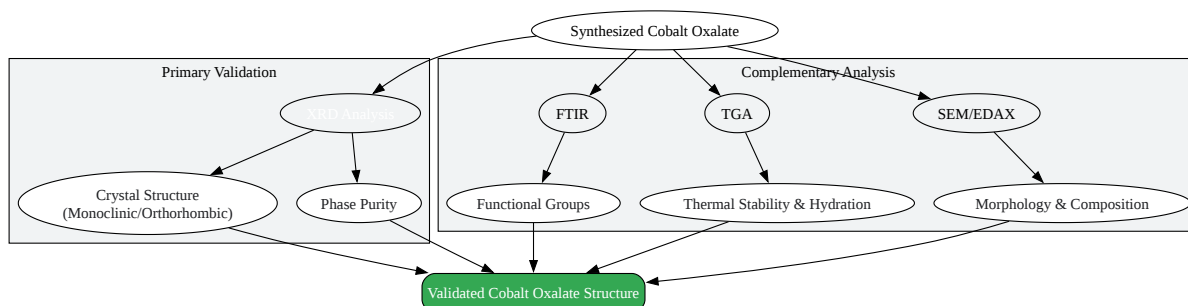 Synthesized Cobalt Oxalate
Primary Validation
Complementary Analysis
XRD Analysis
FTIR
TGA
SEM/EDAX
Crystal Structure
(Monoclinic/Orthorhombic)
Phase Purity
Functional Groups
Thermal Stability & Hydration
Morphology & Composition
Validated Cobalt Oxalate Structure